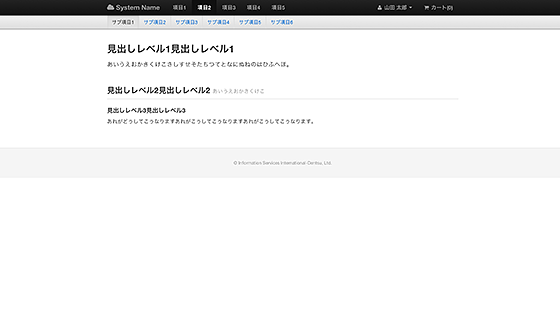 System Name 項目1 項目2 項目3 項目4 項目5 山田 太郎 カート(0)
サブ項目1 サブ項目2 サブ項目3 サブ項目4 サブ項目5 サブ項目6
見出しレベル1見出しレベル1
あいうえおかきくけこさしすせそたちつてとなにぬねのはひふへほ。
見出しレベル2見出しレベル2 あいうえおかきくけこ
見出しレベル3見出しレベル3
あれがどうしてこうなりますあれがこうしてこうなりますあれがこうしてこうなります。
© Information Services International-Dentsu, Ltd.